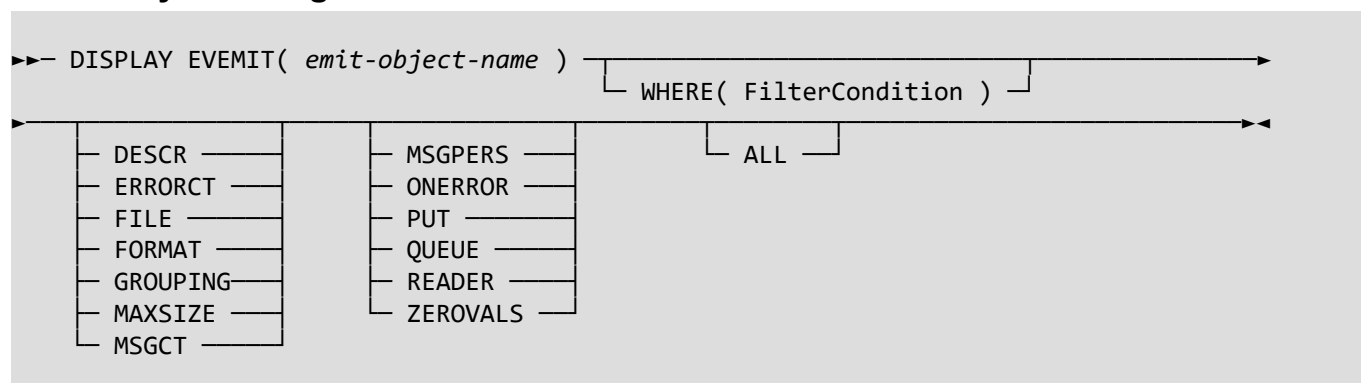 DISPLAY EVEMIT( emit-object-name )
WHERE( FilterCondition )
DESCR MSGPERS ALL
ERRORCT ONERROR
FILE PUT
FORMAT QUEUE
GROUPING READER
MAXSIZE ZEROVALS
MSGCT